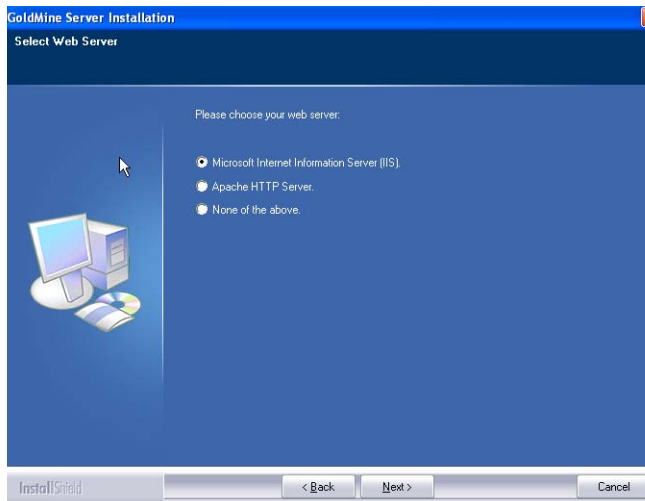 GoldMine Server Installation
Select Web Server
Please choose your web server:
Microsoft Internet Information Server (IIS).
Apache HTTP Server.
None of the above.
InstallShield
< Back
Next >
Cancel